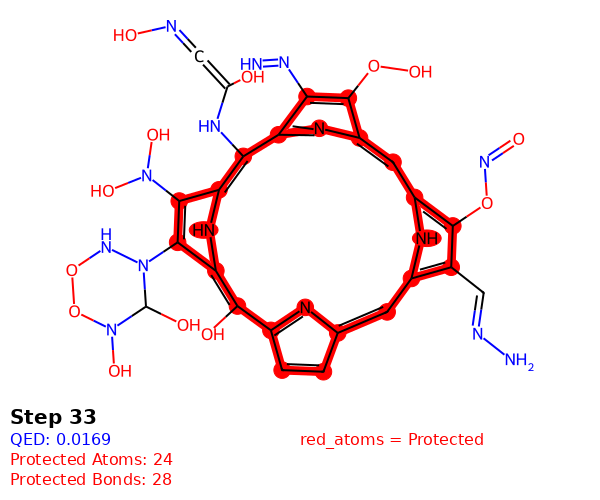 HO
N
C
OH
HN=N
O
OH
HN
N
OH
N
O
HO
N
N
O
HN
NH
H
N
N
O
O
N
OH
OH
N
OH
N
NH2
Step 33
QED: 0.0169
red_atoms = Protected
Protected Atoms: 24
Protected Bonds: 28